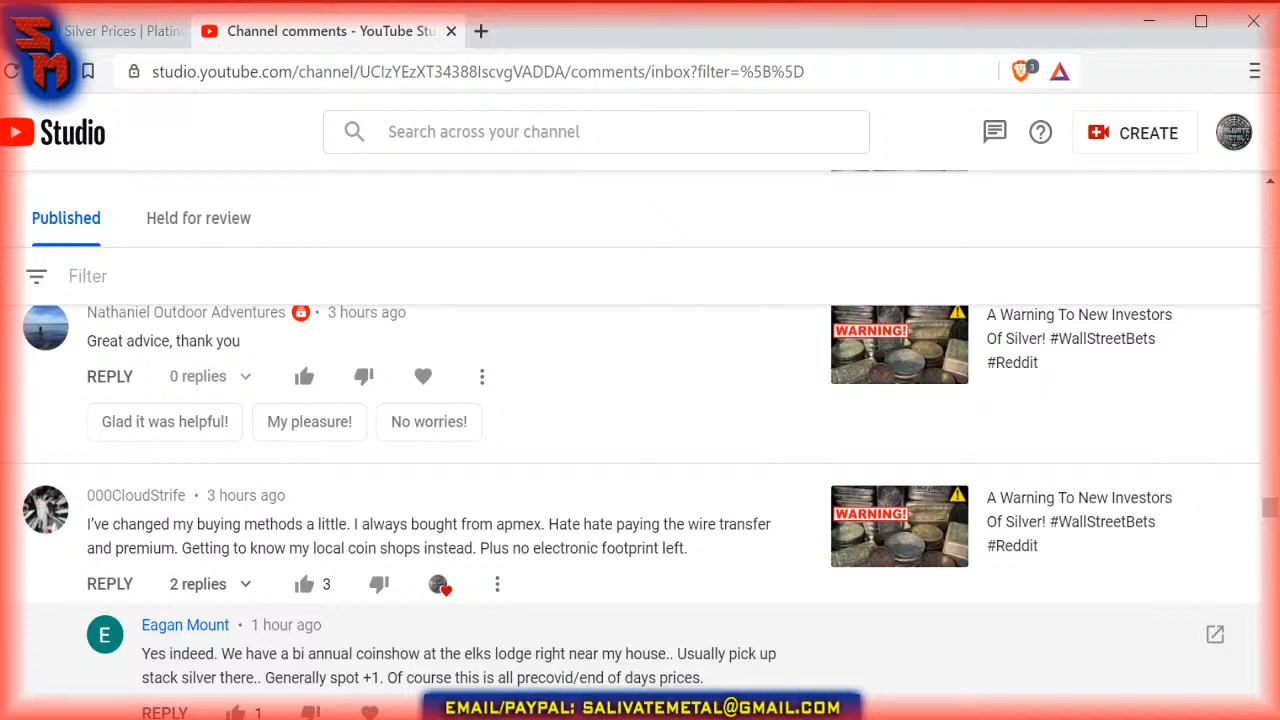 SM
Silver Prices | Platin
Channel comments - YouTube Stu
studio.youtube.com/channel/UCIzYEzXT34388IscvgVADDA/comments/inbox?filter=%5B%5D
3
Studio
Search across your channel
CREATE
SALIVATE METAL
Published
Held for review
Filter
Nathaniel Outdoor Adventures • 3 hours ago
Great advice, thank you
REPLY 0 replies
Glad it was helpful! My pleasure! No worries!
WARNING!
A Warning To New Investors
Of Silver! #WallStreetBets
#Reddit
000CloudStrife • 3 hours ago
I've changed my buying methods a little. I always bought from apmex. Hate hate paying the wire transfer
and premium. Getting to know my local coin shops instead. Plus no electronic footprint left.
REPLY 2 replies 3
WARNING!
A Warning To New Investors
Of Silver! #WallStreetBets
#Reddit
E
Eagan Mount • 1 hour ago
Yes indeed. We have a bi annual coinshow at the elks lodge right near my house.. Usually pick up
stack silver there.. Generally spot +1. Of course this is all precovid/end of days prices.
REPLY 1
EMAIL/PAYPAL: SALIVATEMETAL@GMAIL.COM